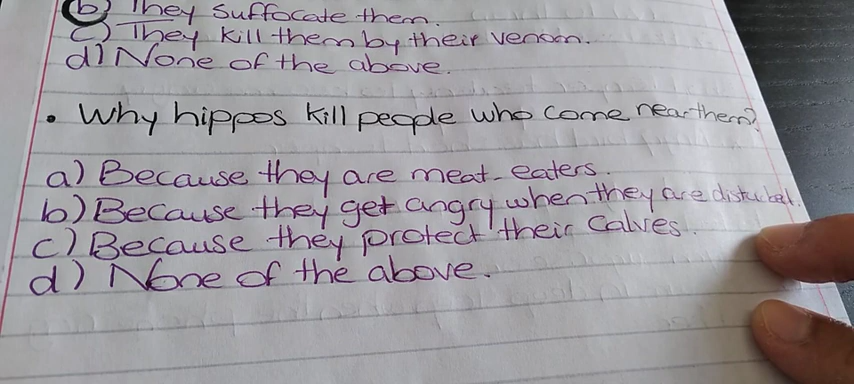 b) They suffocate them.
c) They kill them by their venom.
d) None of the above.
• Why hippos kill people who come near them?
a) Because they are meat-eaters.
b) Because they get angry when they are disturbed.
c) Because they protect their calves.
d) None of the above.